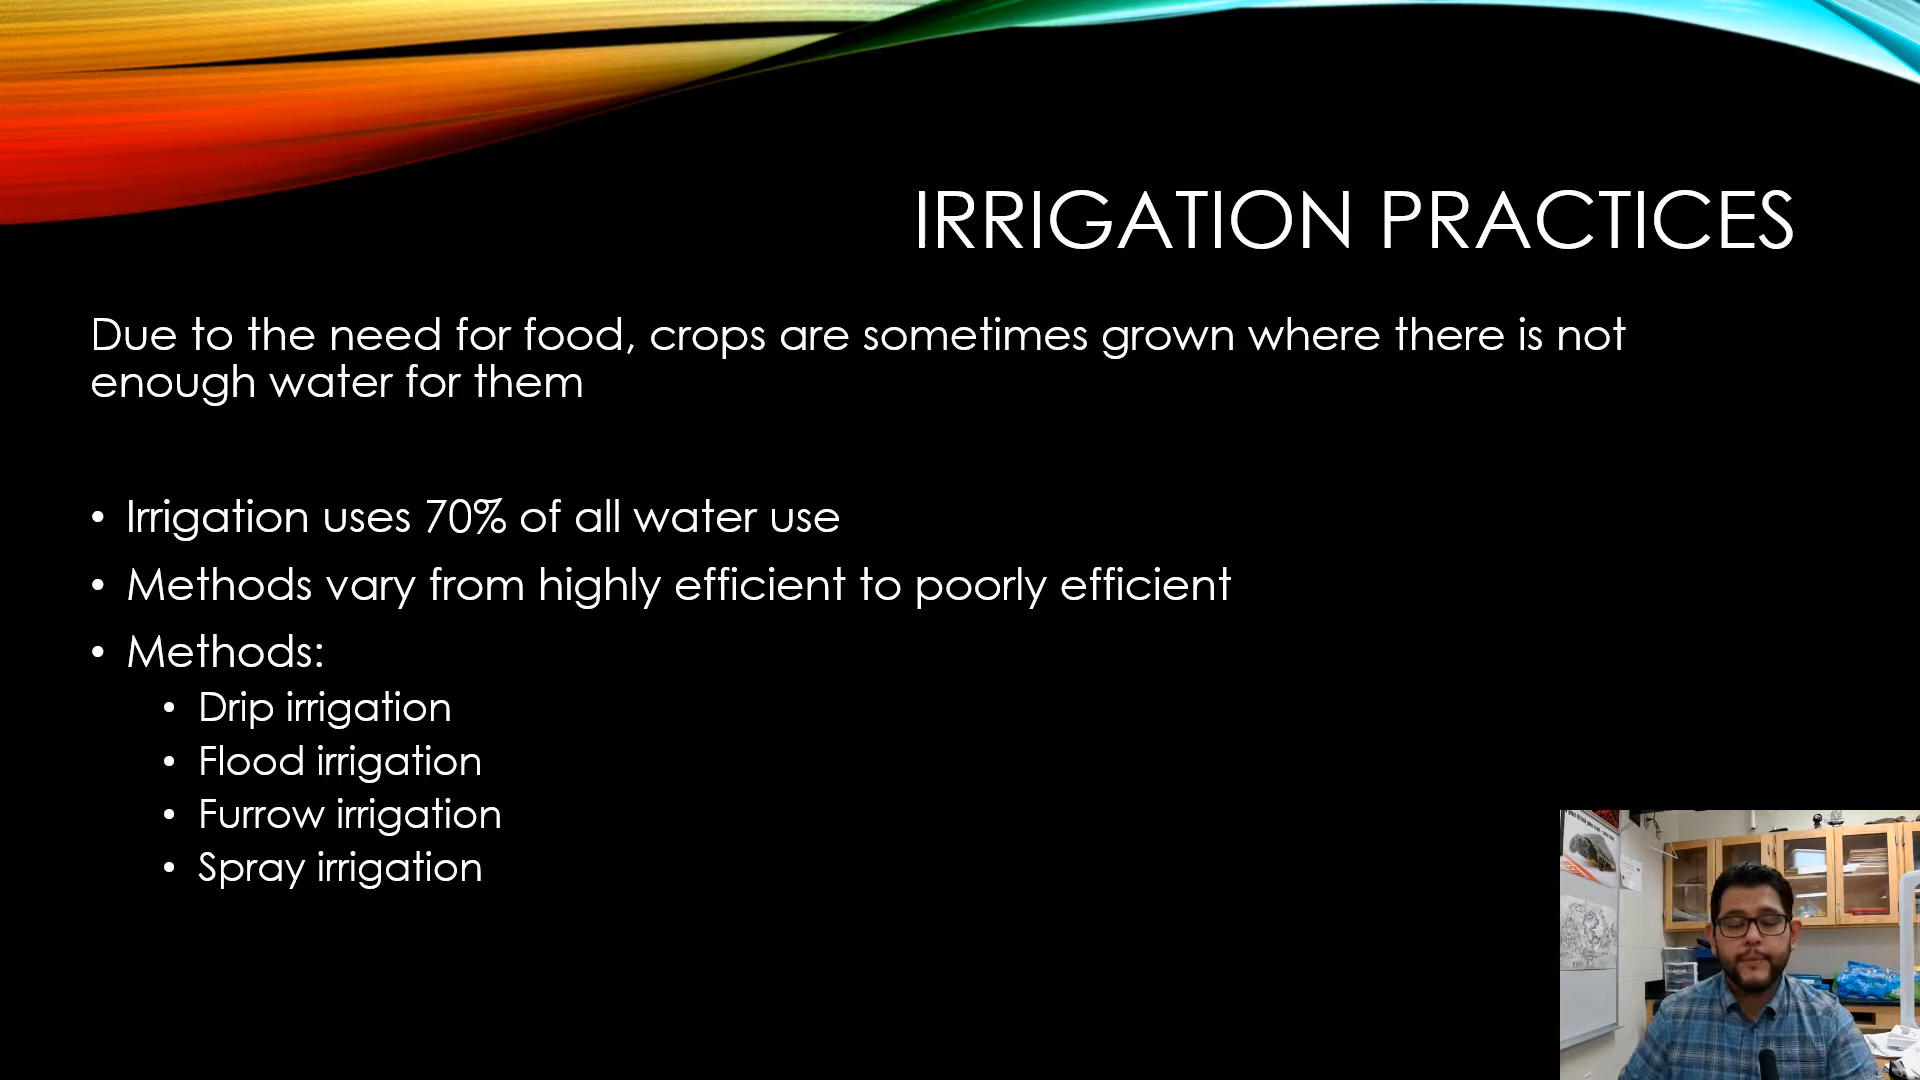 IRRIGATION PRACTICES
Due to the need for food, crops are sometimes grown where there is not
enough water for them
• Irrigation uses 70% of all water use
• Methods vary from highly efficient to poorly efficient
• Methods:
• Drip irrigation
• Flood irrigation
• Furrow irrigation
• Spray irrigation